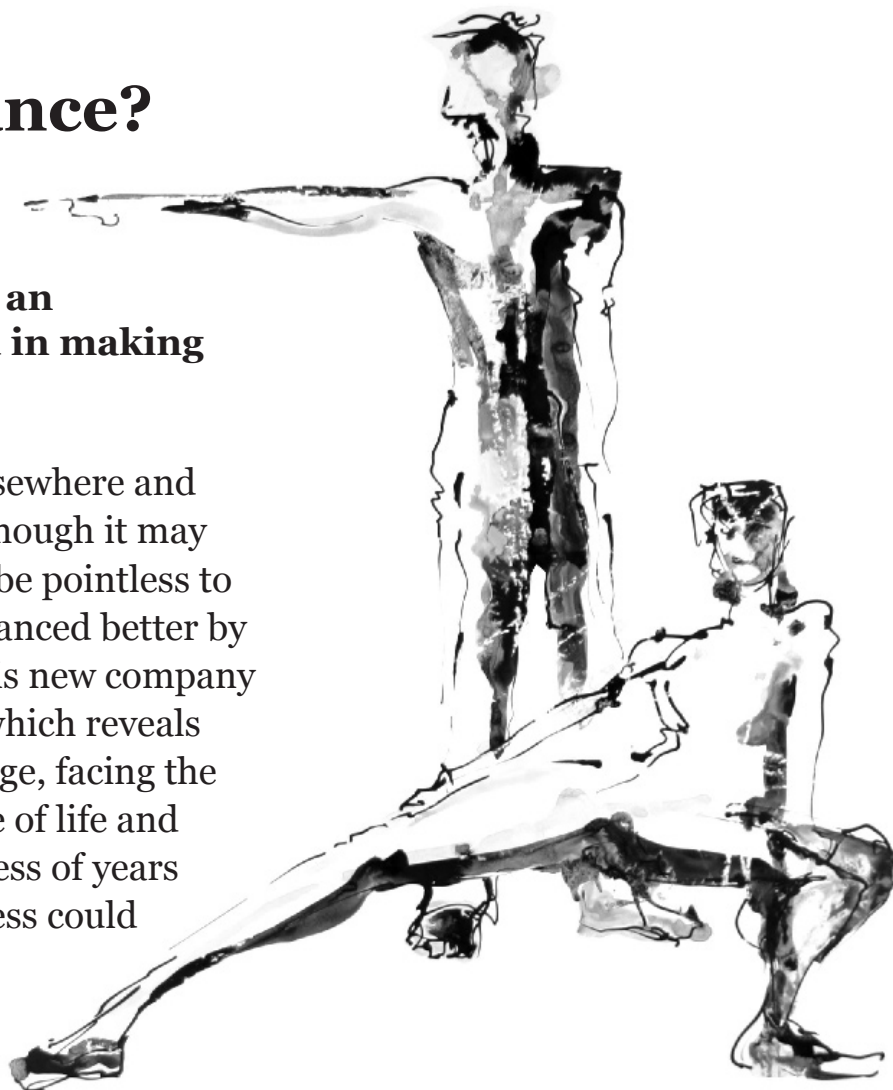 ance?
an
in making
sewhere and
hough it may
be pointless to
anced better by
is new company
which reveals
ge, facing the
e of life and
ess of years
ess could